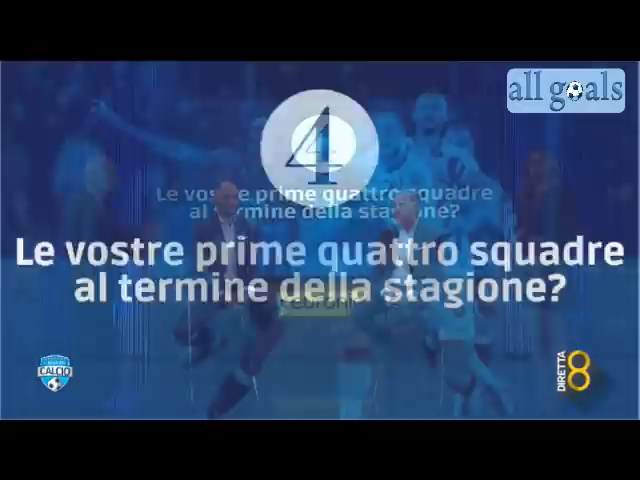 all goals
4
Le vostre prime quattro squadre
al termine della stagione?
Le vostre prime quattro squadre
al termine della stagione?
CALCIO
DIRETTA 8